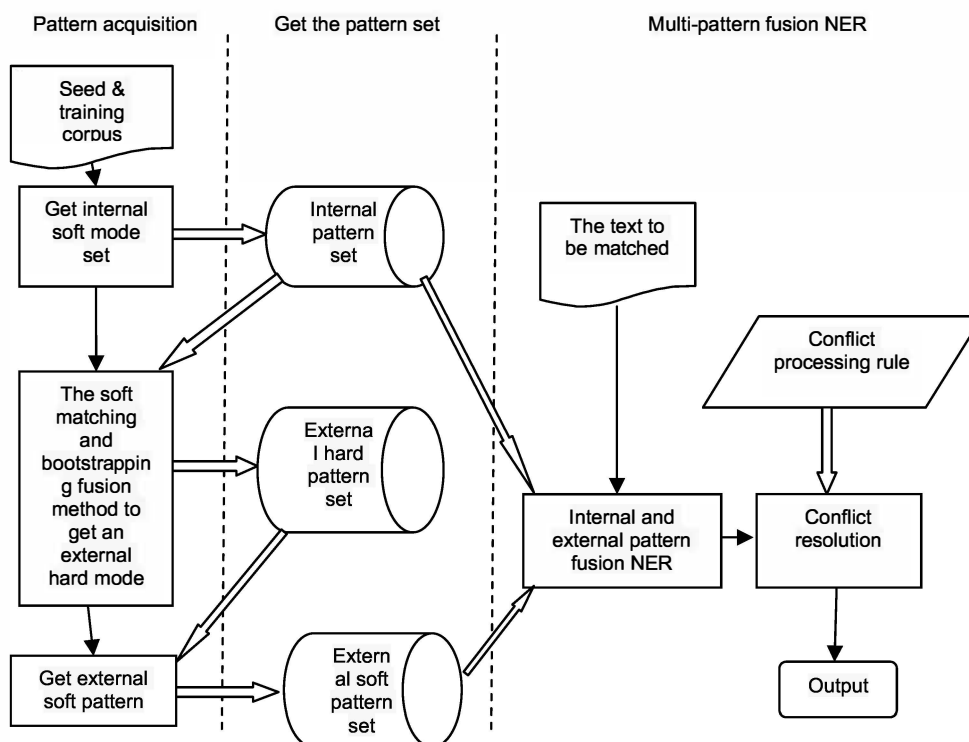 Pattern acquisition
Get the pattern set
Multi-pattern fusion NER
Seed &
training
corpus
Get internal
soft mode
set
Internal
pattern
set
The text to
be matched
Conflict
processing rule
The soft
matching and
bootstrappin
g fusion
method to
get an
external
hard mode
Externa
l hard
pattern
set
Internal and
external pattern
fusion NER
Conflict
resolution
Get external
soft pattern
Extern
al soft
pattern
set
Output